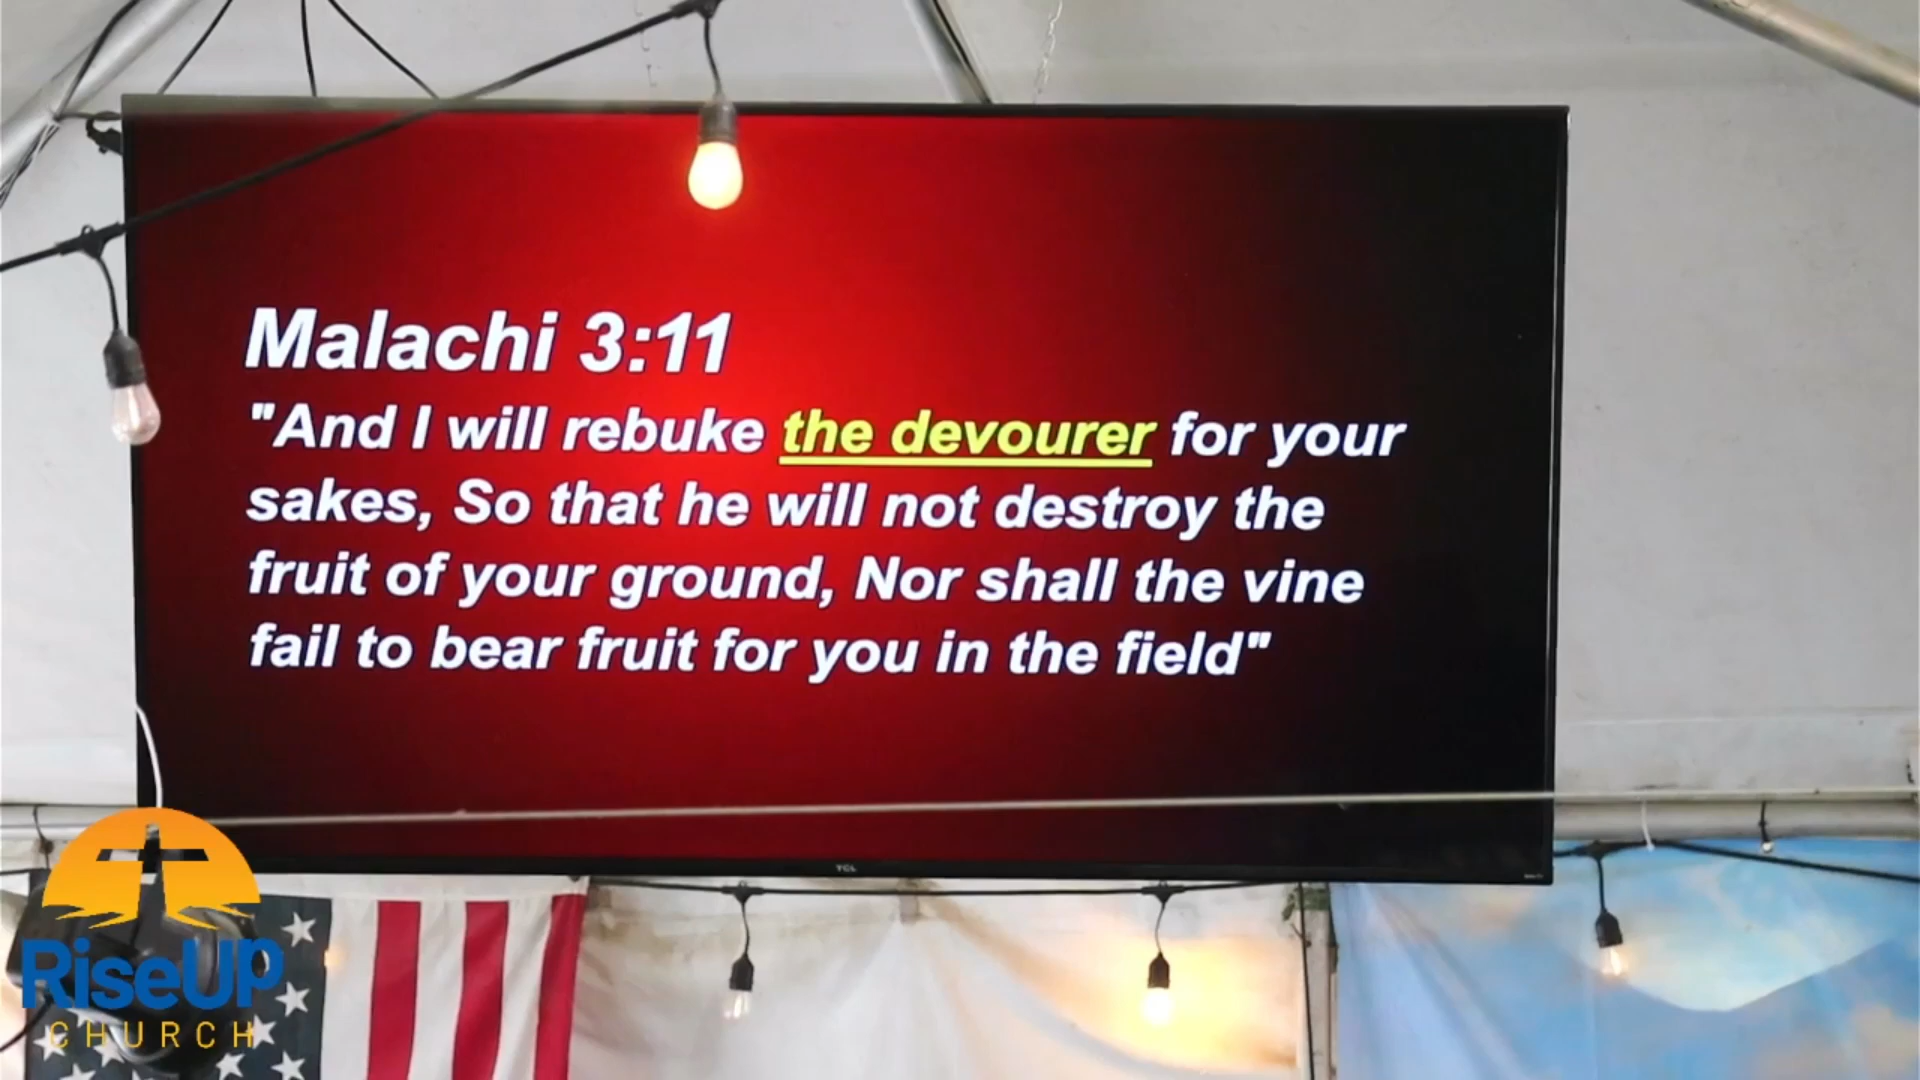 Malachi 3:11
"And I will rebuke the devourer for your
sakes, So that he will not destroy the
fruit of your ground, Nor shall the vine
fail to bear fruit for you in the field"
TCL
RiseUp
CHURCH